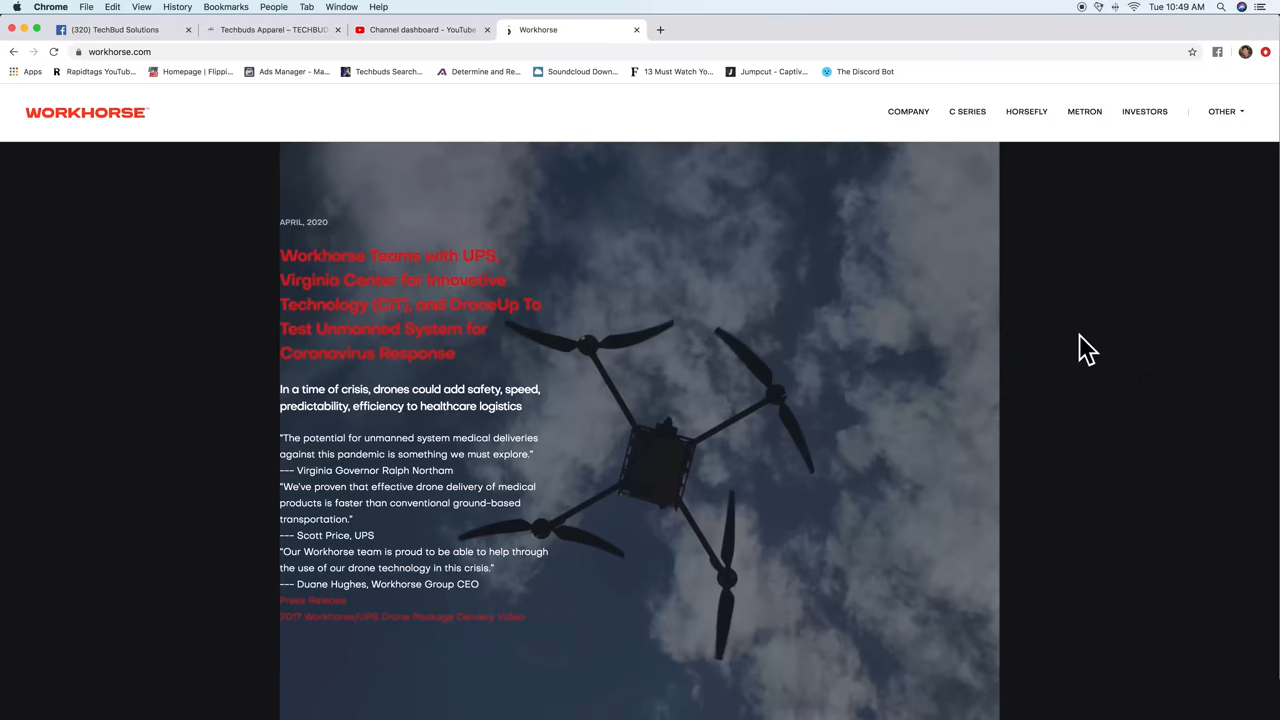 Chrome File Edit View History Bookmarks People Tab Window Help Tue 10:49 AM
(320) TechBud Solutions Techbuds Apparel – TECHBUD Channel dashboard - YouTube Workhorse
workhorse.com
Apps Rapidtags YouTub... Homepage | Flippi... Ads Manager - Ma... Techbuds Search... Determine and Re... Soundcloud Down... 13 Must Watch Yo... Jumpcut - Captiv... The Discord Bot
WORKHORSE COMPANY C SERIES HORSEFLY METRON INVESTORS OTHER
APRIL, 2020
Workhorse Teams with UPS,
Virginia Center for Innovative
Technology (CIT), and DroneUp To
Test Unmanned System for
Coronavirus Response
In a time of crisis, drones could add safety, speed,
predictability, efficiency to healthcare logistics
"The potential for unmanned system medical deliveries
against this pandemic is something we must explore."
--- Virginia Governor Ralph Northam
"We've proven that effective drone delivery of medical
products is faster than conventional ground-based
transportation."
--- Scott Price, UPS
"Our Workhorse team is proud to be able to help through
the use of our drone technology in this crisis."
--- Duane Hughes, Workhorse Group CEO
Press Release
2017 Workhorse/UPS Drone Package Delivery Video